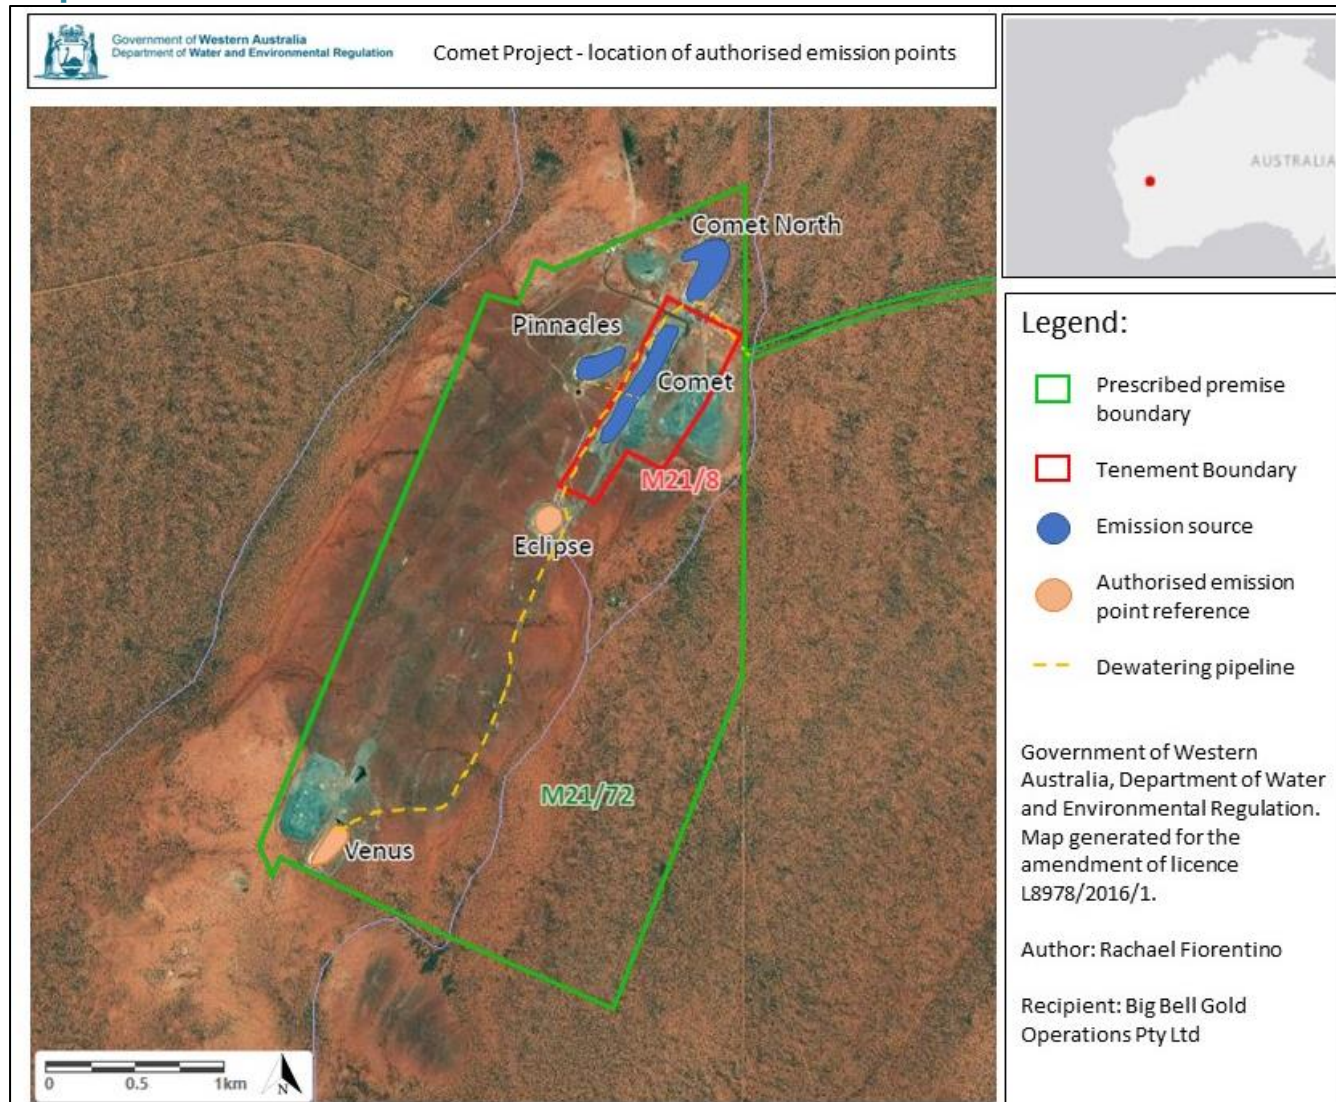 Government of Western Australia
Department of Water and Environmental Regulation
Comet Project - location of authorised emission points
AUSTRALIA
Comet North
Pinnacles
Comet
M21/8
Eclipse
M21/72
Venus
0 0.5 1km
N
Legend:
Prescribed premise
boundary
Tenement Boundary
Emission source
Authorised emission
point reference
Dewatering pipeline
Government of Western
Australia, Department of Water
and Environmental Regulation.
Map generated for the
amendment of licence
L8978/2016/1.
Author: Rachael Fiorentino
Recipient: Big Bell Gold
Operations Pty Ltd